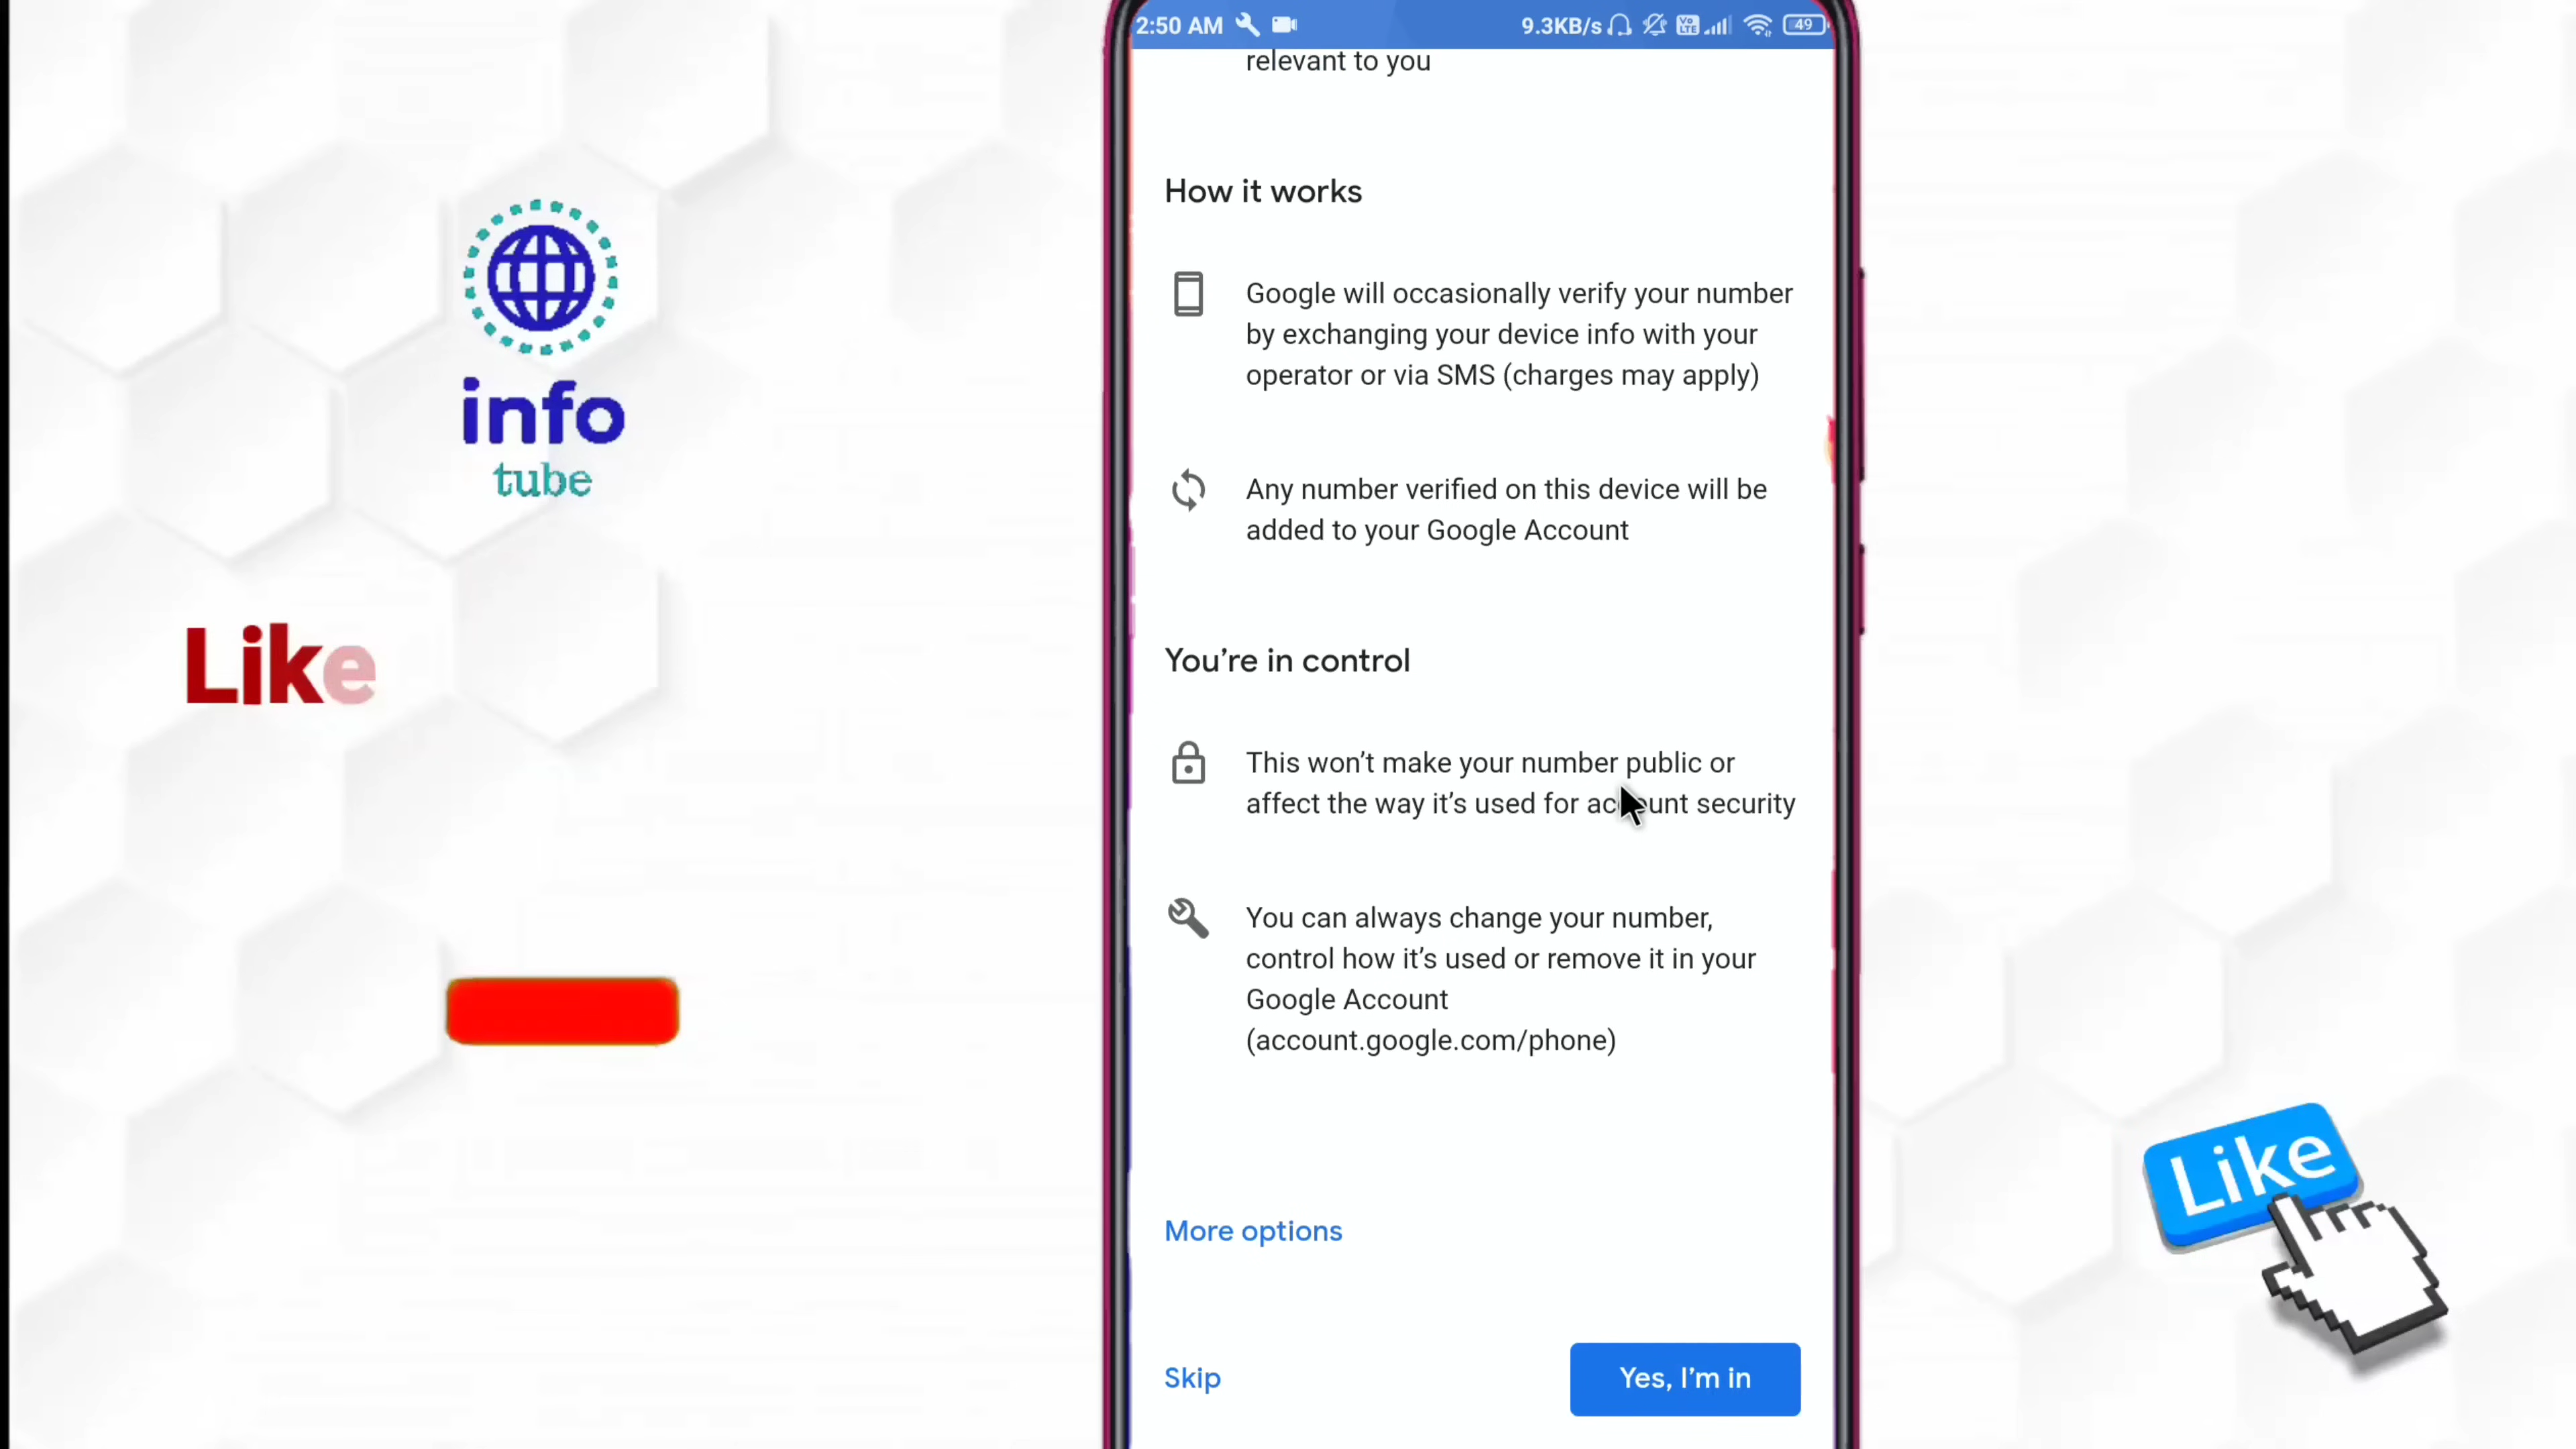 info
tube
Like
2:50 AM
9.3KB/s
Vo
LTE
49
relevant to you
How it works
Google will occasionally verify your number
by exchanging your device info with your
operator or via SMS (charges may apply)
Any number verified on this device will be
added to your Google Account
You're in control
This won't make your number public or
affect the way it's used for account security
You can always change your number,
control how it's used or remove it in your
Google Account
(account.google.com/phone)
More options
Skip
Yes, I'm in
Like